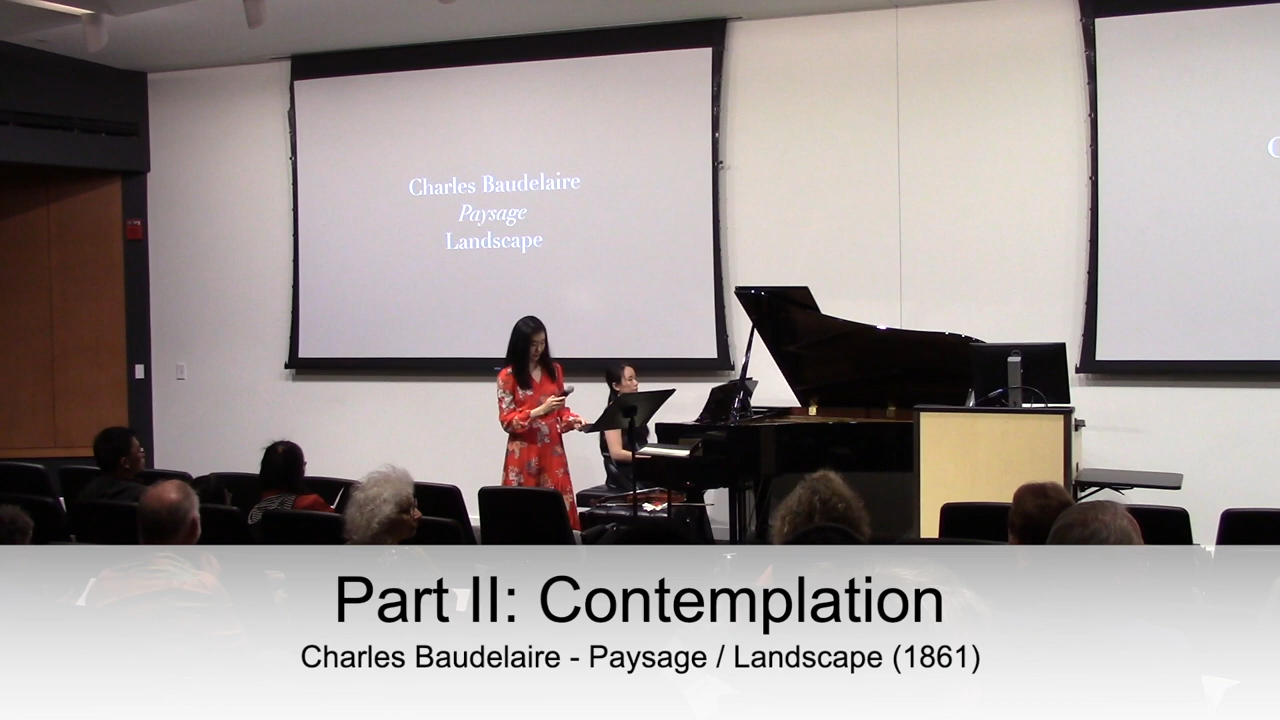 Charles Baudelaire
Paysage
Landscape
C
Part II: Contemplation
Charles Baudelaire - Paysage / Landscape (1861)